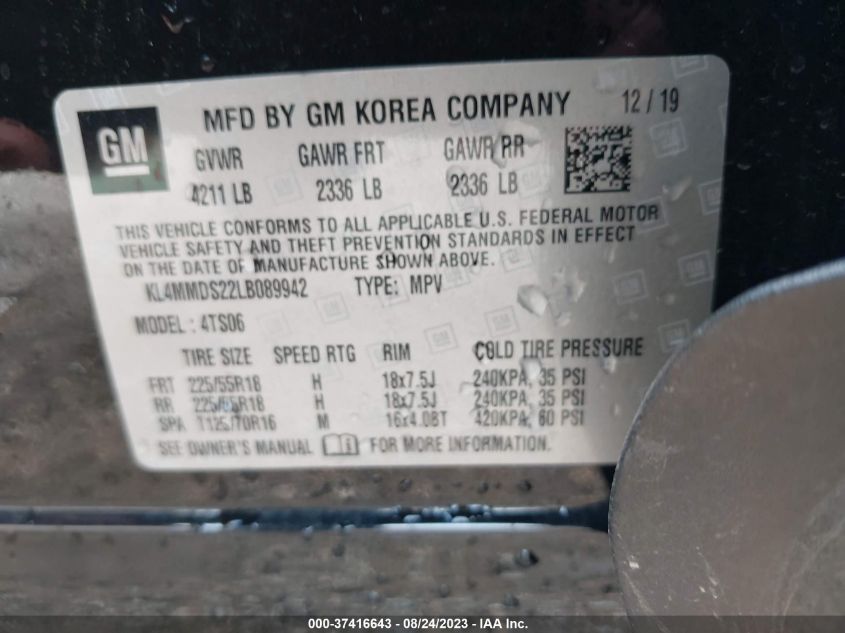 GM
MFD BY GM KOREA COMPANY 12 / 19
GVWR GAWR FRT GAWR RR
4211 LB 2336 LB 2336 LB
THIS VEHICLE CONFORMS TO ALL APPLICABLE U.S. FEDERAL MOTOR
VEHICLE SAFETY AND THEFT PREVENTION STANDARDS IN EFFECT
ON THE DATE OF MANUFACTURE SHOWN ABOVE.
KL4MMDS22LB089942 TYPE: MPV
MODEL : 4TS06
TIRE SIZE SPEED RTG RIM COLD TIRE PRESSURE
FRT 225/55R18 H 18x7.5J 240KPA, 35 PSI
RR 225/55R18 H 18x7.5J 240KPA, 35 PSI
SPA T125/70R16 M 16x4.0BT 420KPA, 60 PSI
SEE OWNER'S MANUAL FOR MORE INFORMATION.
000-37416643 - 08/24/2023 - © IAA Inc.